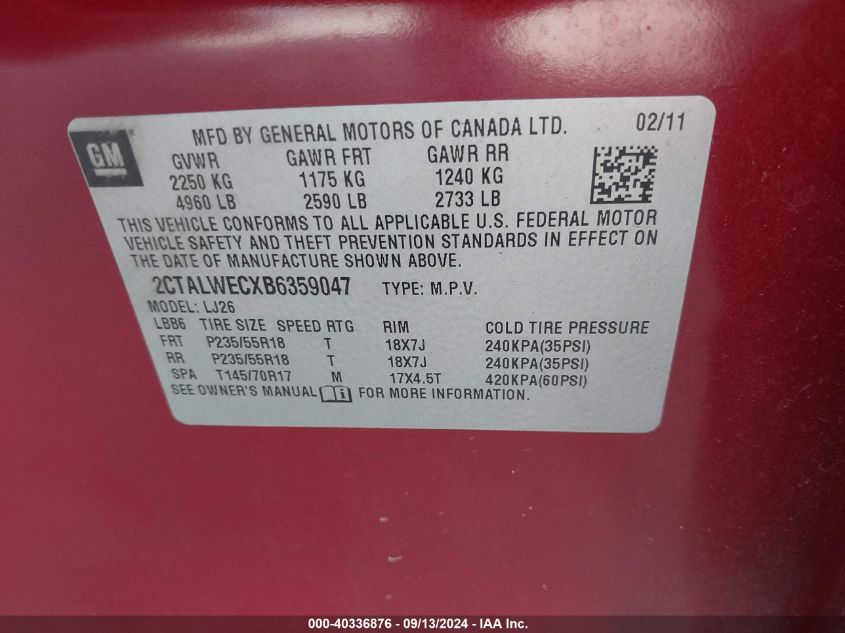 GM
MFD BY GENERAL MOTORS OF CANADA LTD. 02/11
GVWR GAWR FRT GAWR RR
2250 KG 1175 KG 1240 KG
4960 LB 2590 LB 2733 LB
THIS VEHICLE CONFORMS TO ALL APPLICABLE U.S. FEDERAL MOTOR
VEHICLE SAFETY AND THEFT PREVENTION STANDARDS IN EFFECT ON
THE DATE OF MANUFACTURE SHOWN ABOVE.
2CTALWECXB6359047 TYPE: M.P.V.
MODEL: LJ26
LBB6 TIRE SIZE SPEED RTG RIM COLD TIRE PRESSURE
FRT P235/55R18 T 18X7J 240KPA(35PSI)
RR P235/55R18 T 18X7J 240KPA(35PSI)
SPA T145/70R17 M 17X4.5T 420KPA(60PSI)
SEE OWNER'S MANUAL i FOR MORE INFORMATION.
000-40336876 - 09/13/2024 - IAA Inc.